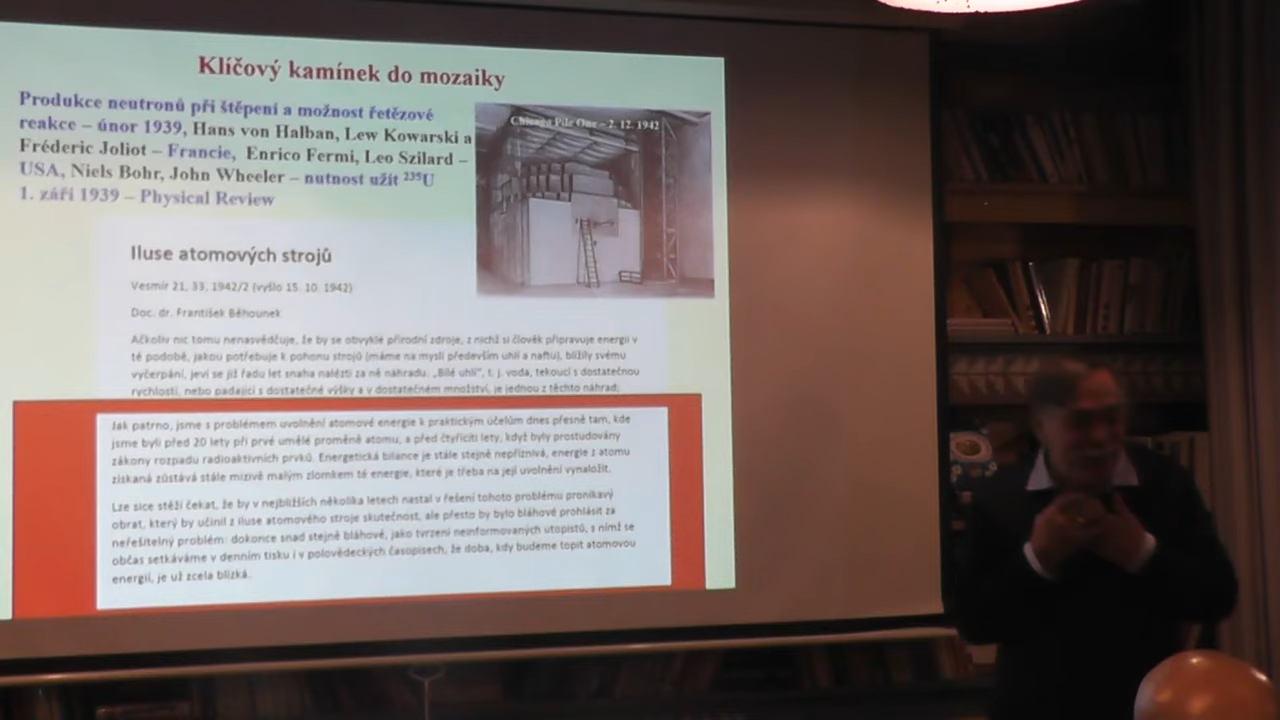 Klíčový kamínek do mozaiky
Produkce neutronů při štěpení a možnost řetězové
reakce – únor 1939, Hans von Halban, Lew Kowarski a
Fréderic Joliot – Francie, Enrico Fermi, Leo Szilard –
USA, Niels Bohr, John Wheeler – nutnost užít ²³⁵U
1. září 1939 – Physical Review
Chicago Pile One – 2. 12. 1942
Iluse atomových strojů
Vesmír 21, 33, 1942/2 (vyšlo 15. 10. 1942)
Doc. dr. František Běhounek
Ačkoliv nic tomu nenasvědčuje, že by se obvyklé přírodní zdroje, z nichž si člověk připravuje energii v
té podobě, jakou potřebuje k pohonu strojů (máme na mysli především uhlí a naftu), blížily svému
vyčerpání, jeví se již řadu let snaha nalézti za ně náhradu. „Bílé uhlí“, t. j. voda, tekoucí s dostatečnou
rychlostí, nebo padající s dostatečné výšky a v dostatečném množství, je jednou z těchto náhrad;
Jak patrno, jsme s problémem uvolnění atomové energie k praktickým účelům dnes přesně tam, kde
jsme byli před 20 lety při prvé umělé proměně atomu, a před čtyřiciti lety, když byly prostudovány
zákony rozpadu radioaktivních prvků. Energetická bilance je stále stejně nepříznivá, energie z atomu
získaná zůstává stále mizivě malým zlomkem té energie, které je třeba na její uvolnění vynaložit.
Lze sice stěží čekat, že by v nejbližších několika letech nastal v řešení tohoto problému pronikavý
obrat, který by učinil z iluse atomového stroje skutečnost, ale přesto by bylo bláhové prohlásit za
neřešitelný problém: dokonce snad stejně bláhové, jako tvrzení neinformovaných utopistů, s nímž se
občas setkáváme v denním tisku i v polovědeckých časopisech, že doba, kdy budeme topit atomovou
energií, je už zcela blízká.